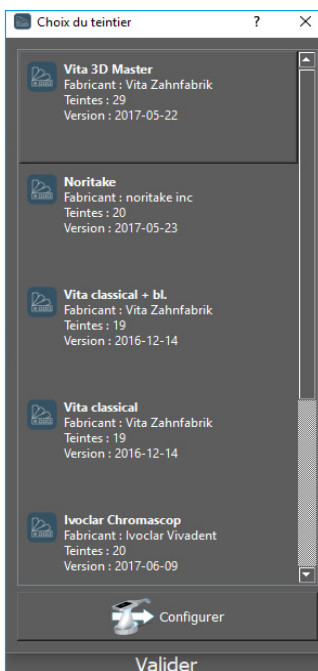 Choix du teintier ?
Vita 3D Master
Fabricant : Vita Zahnfabrik
Teintes : 29
Version : 2017-05-22
Noritake
Fabricant : noritake inc
Teintes : 20
Version : 2017-05-23
Vita classical + bl.
Fabricant : Vita Zahnfabrik
Teintes : 19
Version : 2016-12-14
Vita classical
Fabricant : Vita Zahnfabrik
Teintes : 19
Version : 2016-12-14
Ivoclar Chromascop
Fabricant : Ivoclar Vivadent
Teintes : 20
Version : 2017-06-09
Configurer
Valider